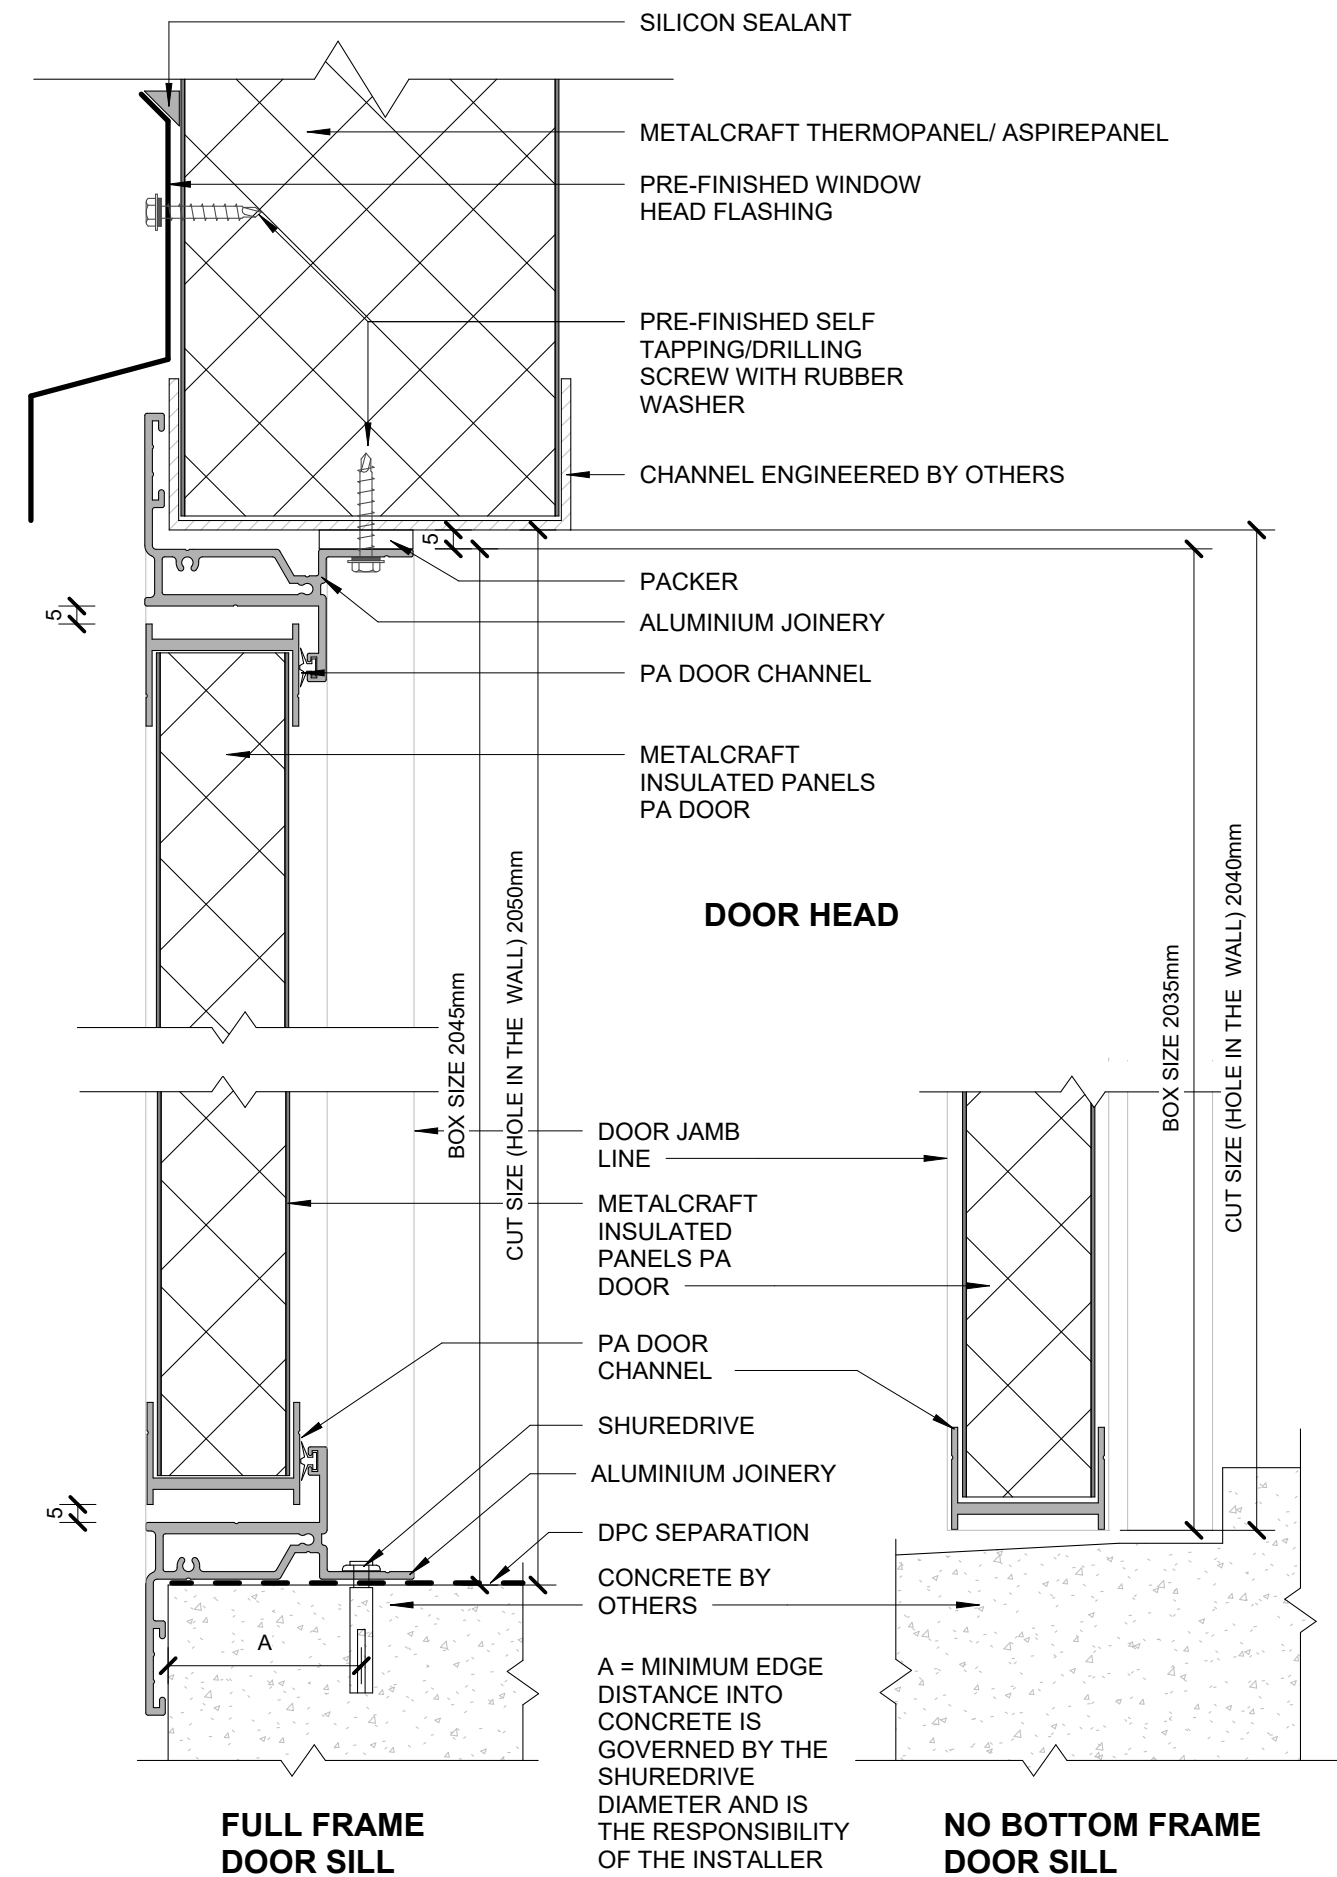 SILICON SEALANT
METALCRAFT THERMOPANEL/ ASPIREPANEL
PRE-FINISHED WINDOW
HEAD FLASHING
PRE-FINISHED SELF
TAPPING/DRILLING
SCREW WITH RUBBER
WASHER
CHANNEL ENGINEERED BY OTHERS
5
PACKER
5
ALUMINIUM JOINERY
PA DOOR CHANNEL
METALCRAFT
INSULATED PANELS
PA DOOR
DOOR HEAD
BOX SIZE 2045mm
CUT SIZE (HOLE IN THE WALL) 2050mm
BOX SIZE 2035mm
CUT SIZE (HOLE IN THE WALL) 2040mm
DOOR JAMB
LINE
METALCRAFT
INSULATED
PANELS PA
DOOR
PA DOOR
CHANNEL
SHUREDRIVE
ALUMINIUM JOINERY
5
DPC SEPARATION
CONCRETE BY
OTHERS
A
A = MINIMUM EDGE
DISTANCE INTO
CONCRETE IS
GOVERNED BY THE
SHUREDRIVE
DIAMETER AND IS
THE RESPONSIBILITY
OF THE INSTALLER
FULL FRAME
DOOR SILL
NO BOTTOM FRAME
DOOR SILL